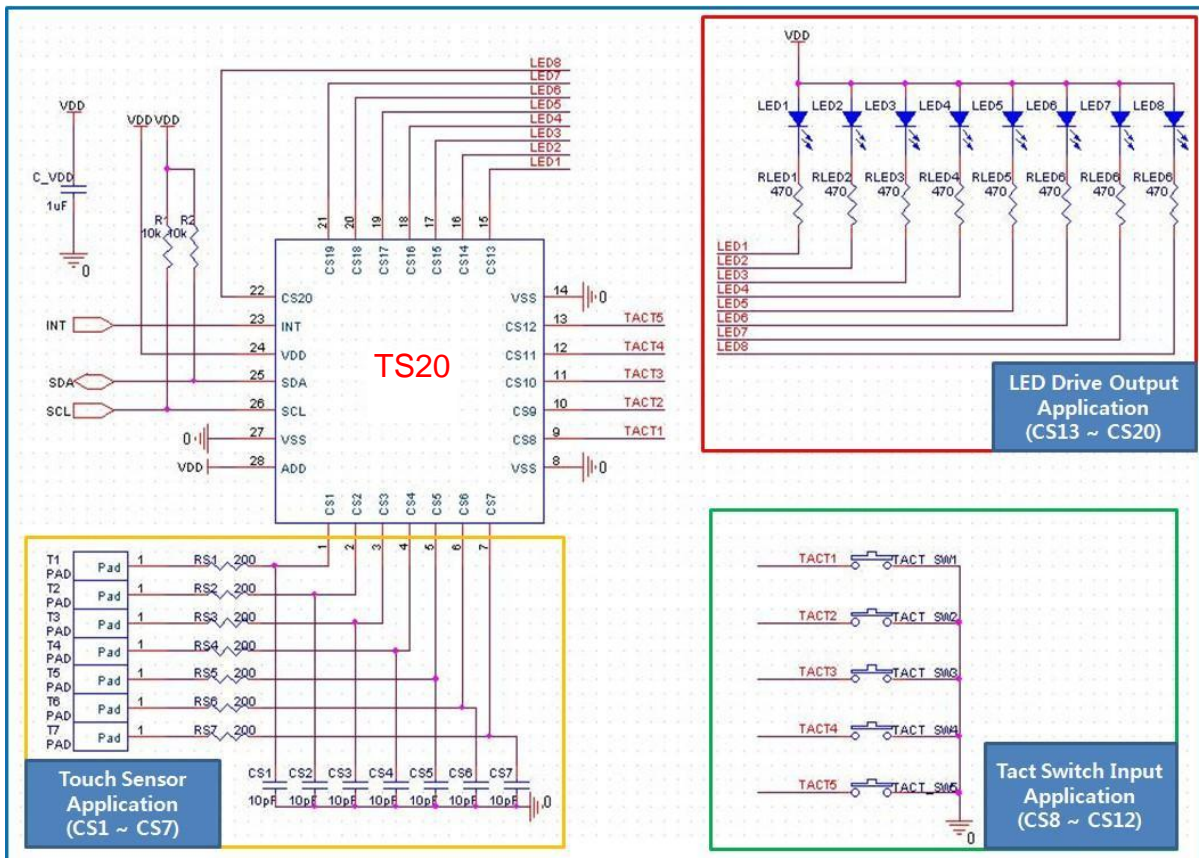 LED8
LED7
LED6
LED5
LED4
LED3
LED2
LED1
VDD
VDD VDD
C_VDD
1uF
0
R1 R2
10k 10k
21 20 19 18 17 16 15
CS19 CS18 CS17 CS16 CS15 CS14 CS13
22 CS20
INT 23 INT
24 VDD
SDA 25 SDA
SCL 26 SCL
0 27 VSS
VDD 28 ADD
TS20
VSS 14 0
CS12 13 TACT5
CS11 12 TACT4
CS10 11 TACT3
CS9 10 TACT2
CS8 9 TACT1
VSS 8 0
CS1 CS2 CS3 CS4 CS5 CS6 CS7
1 2 3 4 5 6 7
VDD
LED1 LED2 LED3 LED4 LED5 LED6 LED7 LED8
RLED1 RLED2 RLED3 RLED4 RLED5 RLED6 RLED6 RLED6
470 470 470 470 470 470 470 470
LED1
LED2
LED3
LED4
LED5
LED6
LED7
LED8
LED Drive Output
Application
(CS13 ~ CS20)
T1
PAD Pad 1 RS1 200
T2
PAD Pad 1 RS2 200
T3
PAD Pad 1 RS3 200
T4
PAD Pad 1 RS4 200
T5
PAD Pad 1 RS5 200
T6
PAD Pad 1 RS6 200
T7
PAD Pad 1 RS7 200
CS1 CS2 CS3 CS4 CS5 CS6 CS7
10pF 10pF 10pF 10pF 10pF 10pF 10pF
0
Touch Sensor
Application
(CS1 ~ CS7)
TACT1 TACT_SW1
TACT2 TACT_SW2
TACT3 TACT_SW3
TACT4 TACT_SW4
TACT5 TACT_SW5
0
Tact Switch Input
Application
(CS8 ~ CS12)